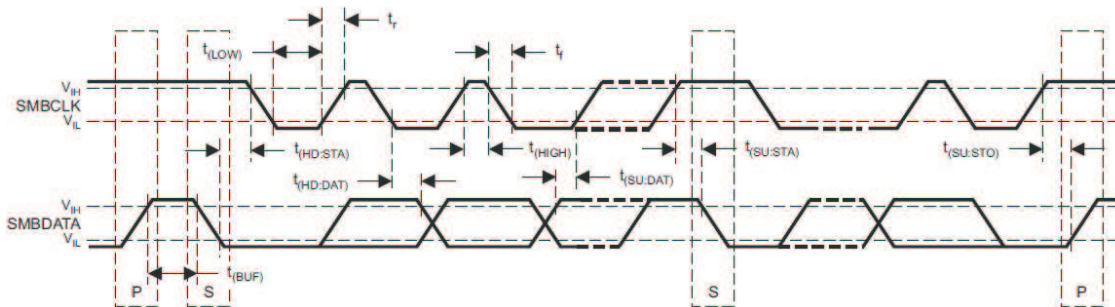 t_r
t_(LOW)
t_f
V_IH
SMBCLK
V_IL
t_(HD:STA)
t_(HIGH)
t_(SU:STA)
t_(SU:STO)
t_(HD:DAT)
t_(SU:DAT)
V_IH
SMBDATA
V_IL
t_(BUF)
P
S
S
P